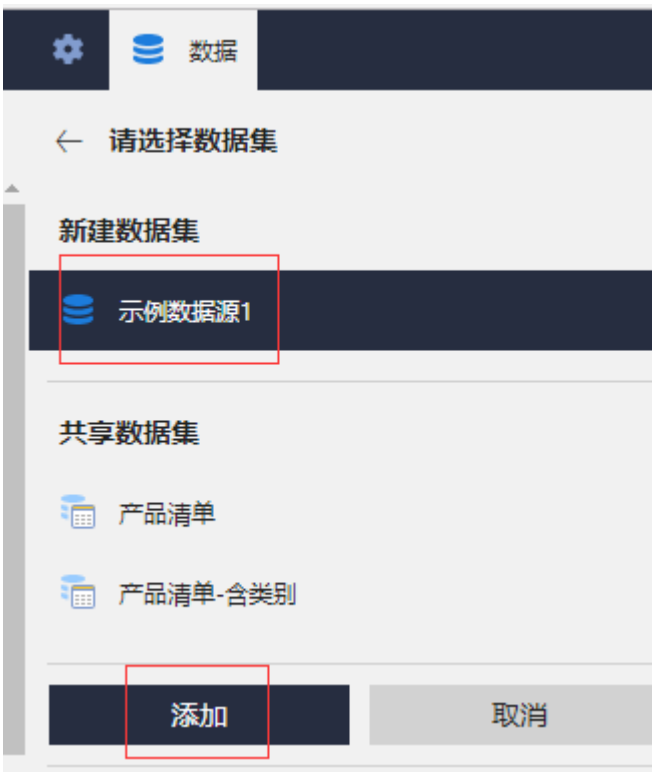 数据
请选择数据集
新建数据集
示例数据源1
共享数据集
产品清单
产品清单-含类别
添加 取消